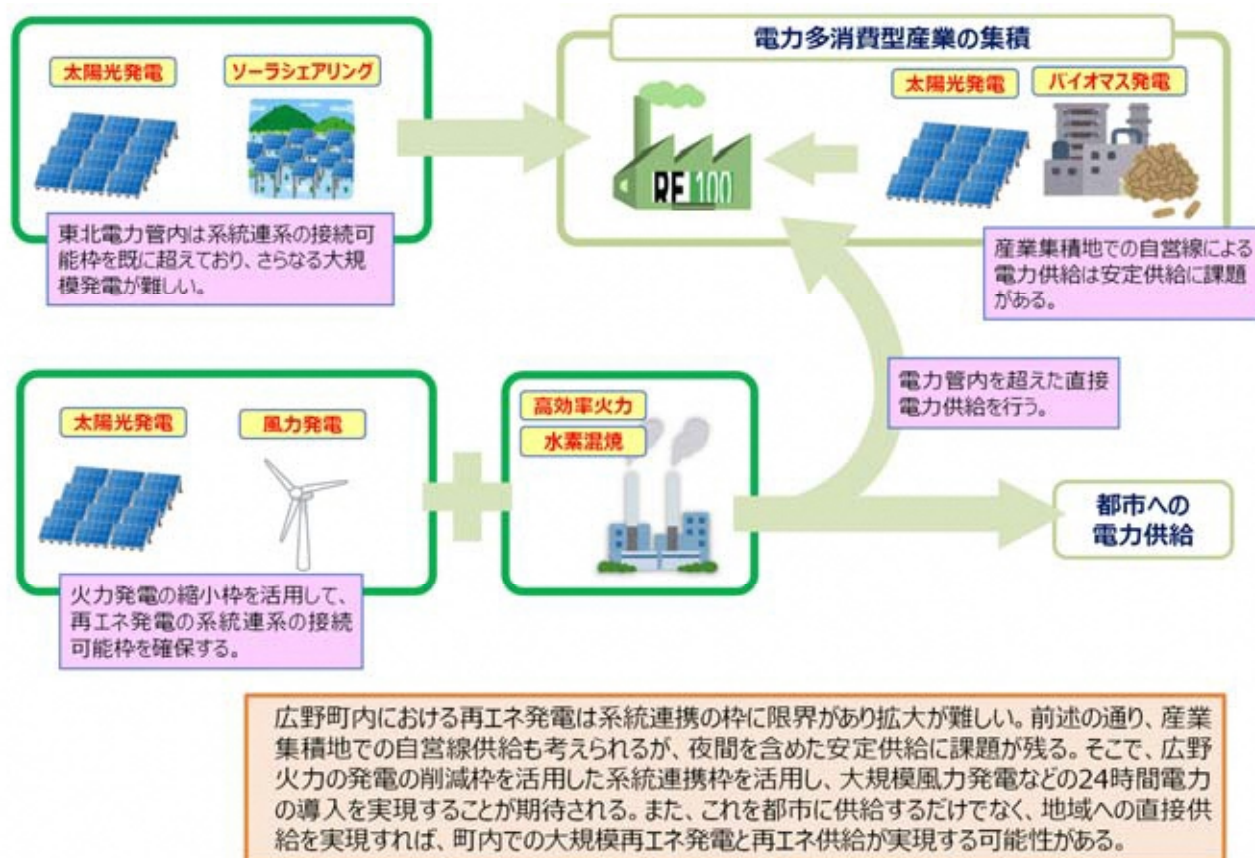 電力多消費型産業の集積
太陽光発電
ソーラシェアリング
東北電力管内は系統連系の接続可
能枠を既に超えており、さらなる大規
模発電が難しい。
RE 100
太陽光発電
バイオマス発電
産業集積地での自営線による
電力供給は安定供給に課題
がある。
太陽光発電
風力発電
火力発電の縮小枠を活用して、
再エネ発電の系統連系の接続
可能枠を確保する。
高効率火力
水素混焼
電力管内を超えた直接
電力供給を行う。
都市への
電力供給
広野町内における再エネ発電は系統連携の枠に限界があり拡大が難しい。前述の通り、産業
集積地での自営線供給も考えられるが、夜間を含めた安定供給に課題が残る。そこで、広野
火力の発電の削減枠を活用した系統連携枠を活用し、大規模風力発電などの24時間電力
の導入を実現することが期待される。また、これを都市に供給するだけでなく、地域への直接供
給を実現すれば、町内での大規模再エネ発電と再エネ供給が実現する可能性がある。